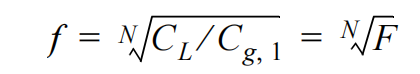 f = ᴺ√(C_L/C_g, 1) = ᴺ√F